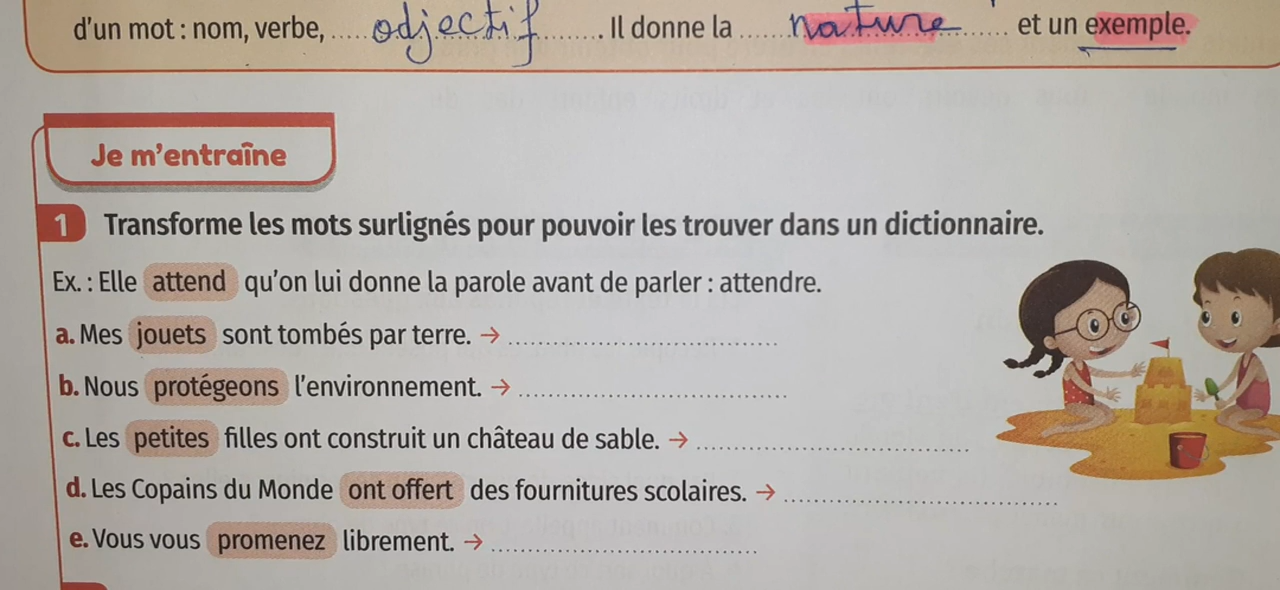 d'un mot : nom, verbe, ..... odjectif ......... Il donne la ...... nature ...... et un exemple.
Je m'entraîne
1 Transforme les mots surlignés pour pouvoir les trouver dans un dictionnaire.
Ex. : Elle attend qu'on lui donne la parole avant de parler : attendre.
a. Mes jouets sont tombés par terre. → ........................................
b. Nous protégeons l'environnement. → ........................................
c. Les petites filles ont construit un château de sable. → ........................................
d. Les Copains du Monde ont offert des fournitures scolaires. → ........................................
e. Vous vous promenez librement. → ........................................